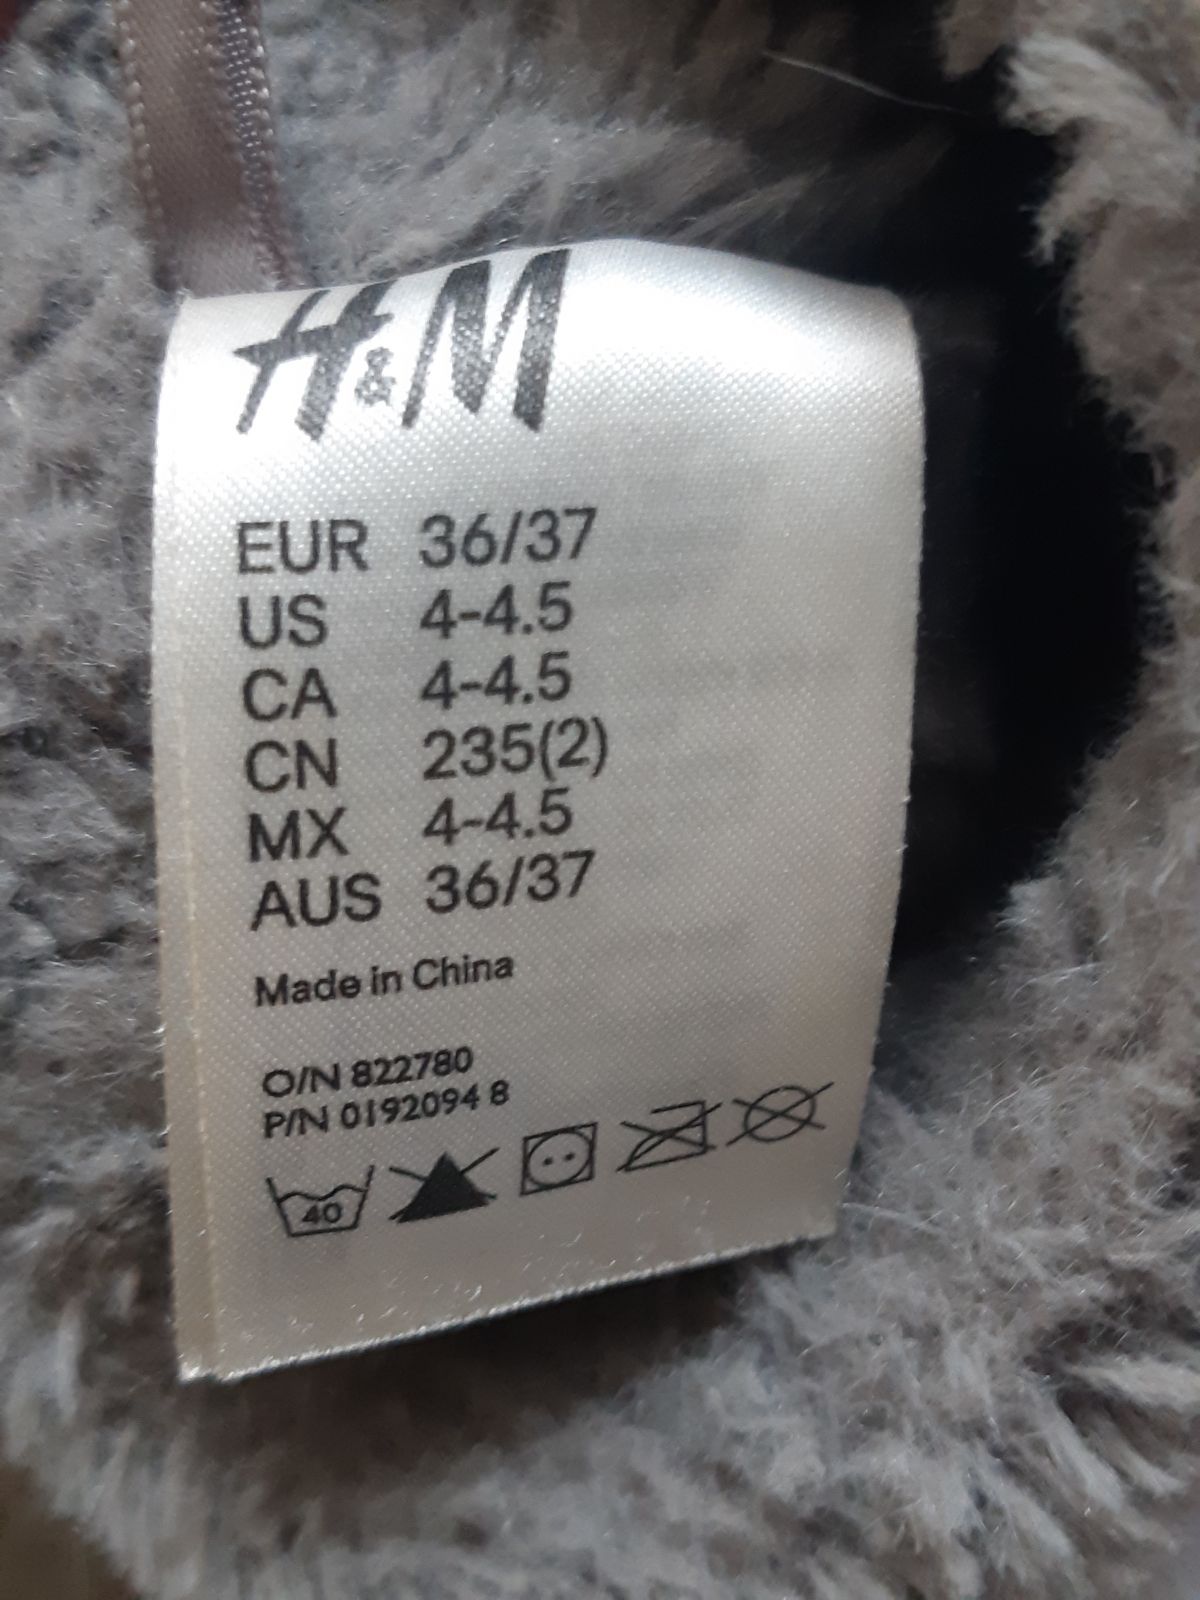 H&M
EUR 36/37
US 4-4.5
CA 4-4.5
CN 235(2)
MX 4-4.5
AUS 36/37
Made in China
O/N 822780
P/N 0192094 8
40